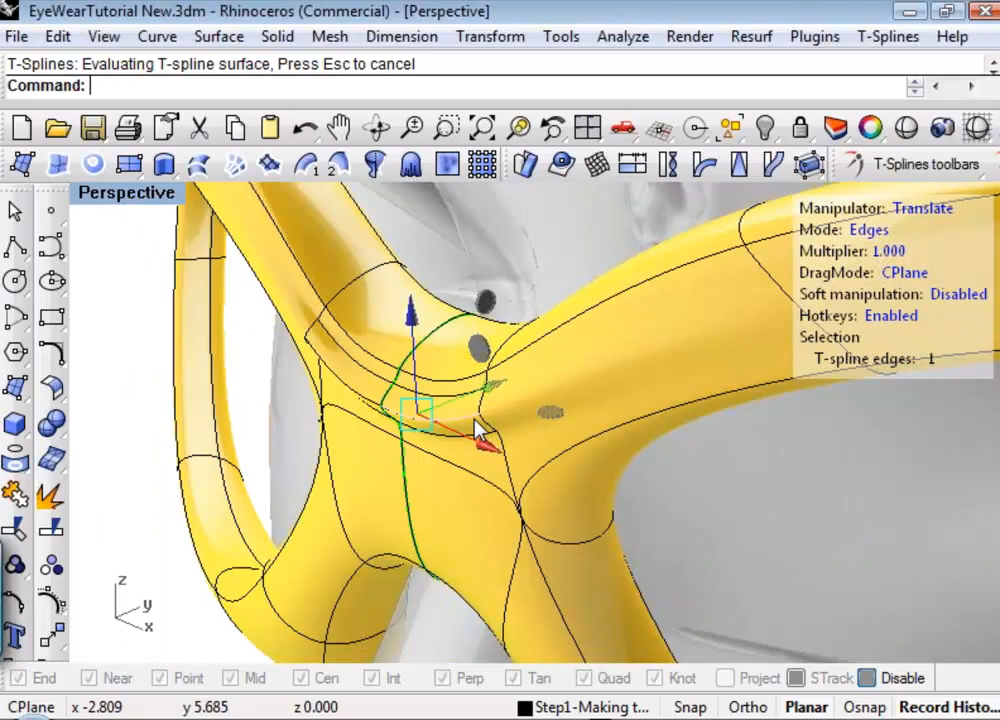 EyeWearTutorial New.3dm - Rhinoceros (Commercial) - [Perspective]
File Edit View Curve Surface Solid Mesh Dimension Transform Tools Analyze Render Resurf Plugins T-Splines Help
T-Splines: Evaluating T-spline surface, Press Esc to cancel
Command:
T-Splines toolbars
Perspective
Manipulator: Translate
Mode: Edges
Multiplier: 1.000
DragMode: CPlane
Soft manipulation: Disabled
Hotkeys: Enabled
Selection
T-spline edges: 1
z
y
x
End Near Point Mid Cen Int Perp Tan Quad Knot Project STrack Disable
CPlane x -2.809 y 5.685 z 0.000 Step1-Making t... Snap Ortho Planar Osnap Record Histo...